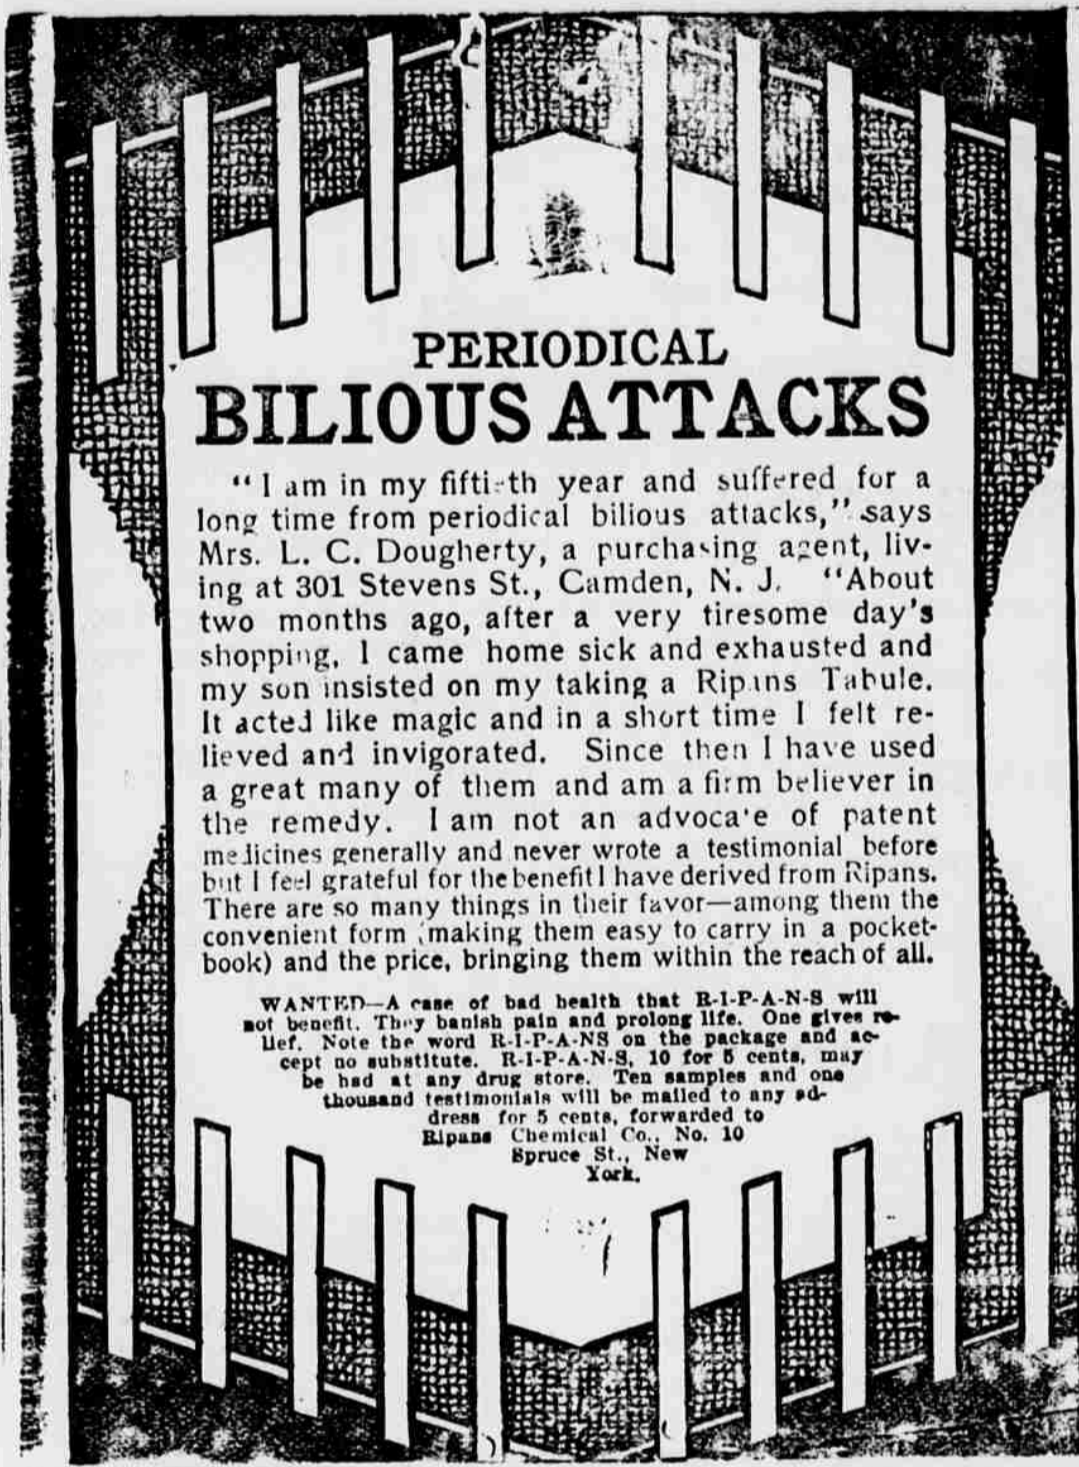 PERIODICAL
BILIOUS ATTACKS
"I am in my fiftieth year and suffered for a
long time from periodical bilious attacks," says
Mrs. L. C. Dougherty, a purchasing agent, liv-
ing at 301 Stevens St., Camden, N. J. "About
two months ago, after a very tiresome day's
shopping, I came home sick and exhausted and
my son insisted on my taking a Ripans Tabule.
It acted like magic and in a short time I felt re-
lieved and invigorated. Since then I have used
a great many of them and am a firm believer in
the remedy. I am not an advocate of patent
medicines generally and never wrote a testimonial before
but I feel grateful for the benefit I have derived from Ripans.
There are so many things in their favor—among them the
convenient form (making them easy to carry in a pocket-
book) and the price, bringing them within the reach of all.
WANTED—A case of bad health that R-I-P-A-N-S will
not benefit. They banish pain and prolong life. One gives re-
lief. Note the word R-I-P-A-NS on the package and ac-
cept no substitute. R-I-P-A-N-S, 10 for 5 cents, may
be had at any drug store. Ten samples and one
thousand testimonials will be mailed to any ad-
dress for 5 cents, forwarded to
Ripans Chemical Co., No. 10
Spruce St., New
York.